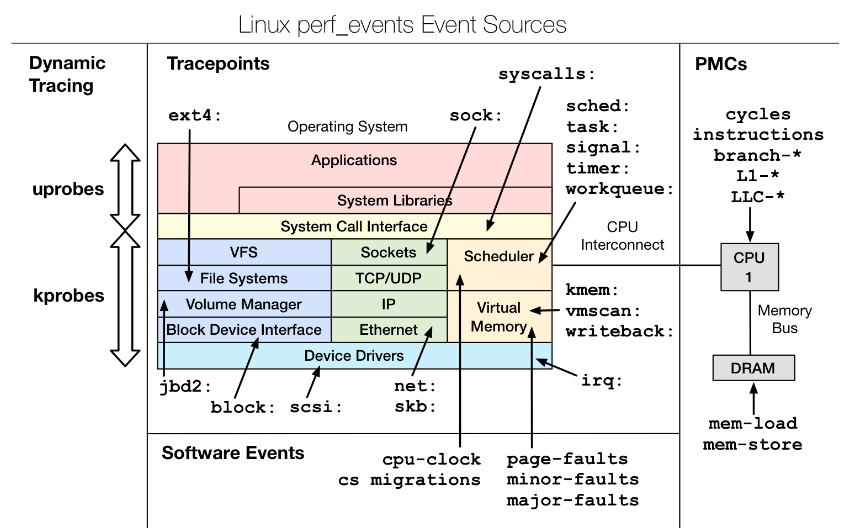 Linux perf_events Event Sources
Dynamic
Tracing
uprobes
kprobes
Tracepoints
syscalls:
ext4:
sock:
sched:
task:
signal:
timer:
workqueue:
Operating System
Applications
System Libraries
System Call Interface
VFS
Sockets
Scheduler
File Systems
TCP/UDP
Volume Manager
IP
Virtual
Memory
Block Device Interface
Ethernet
Device Drivers
CPU
Interconnect
kmem:
vmscan:
writeback:
jbd2:
block:
scsi:
net:
skb:
irq:
Software Events
cpu-clock
cs migrations
page-faults
minor-faults
major-faults
PMCs
cycles
instructions
branch-*
L1-*
LLC-*
CPU
1
Memory
Bus
DRAM
mem-load
mem-store